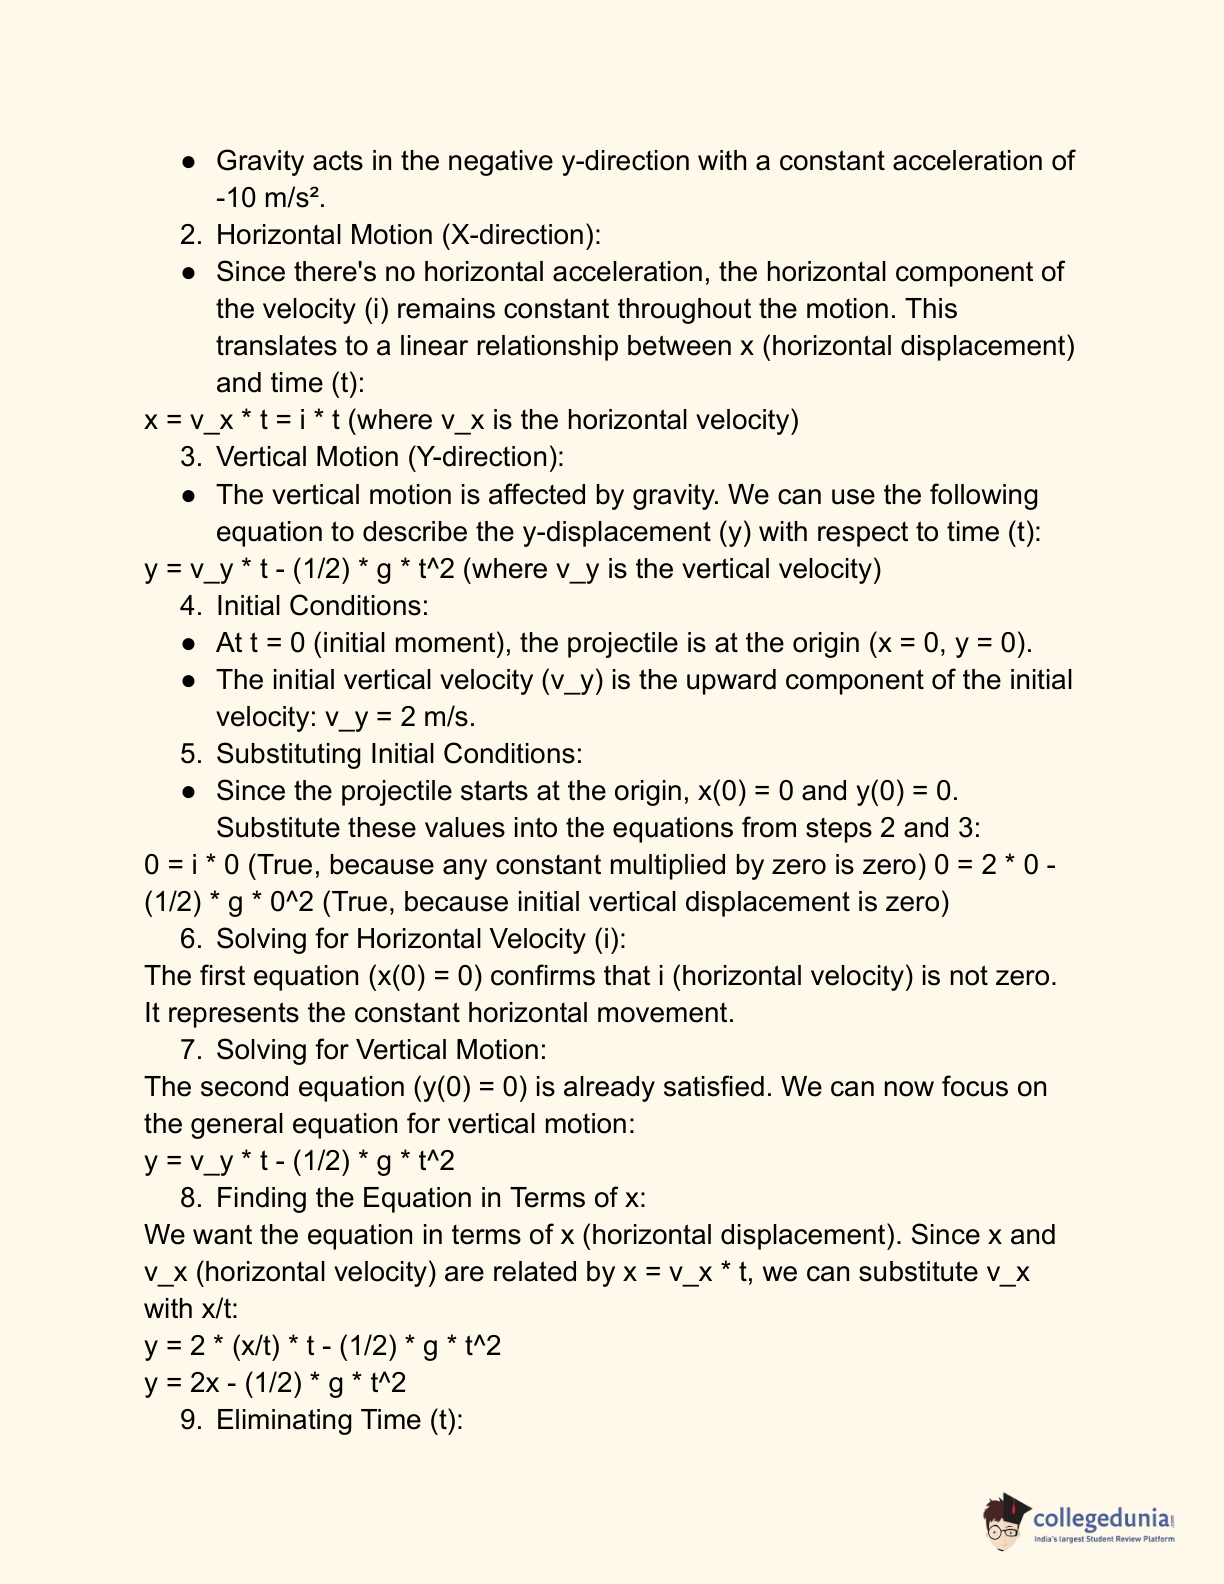 ● Gravity acts in the negative y-direction with a constant acceleration of
-10 m/s².
2. Horizontal Motion (X-direction):
● Since there's no horizontal acceleration, the horizontal component of
the velocity (i) remains constant throughout the motion. This
translates to a linear relationship between x (horizontal displacement)
and time (t):
x = v_x * t = i * t (where v_x is the horizontal velocity)
3. Vertical Motion (Y-direction):
● The vertical motion is affected by gravity. We can use the following
equation to describe the y-displacement (y) with respect to time (t):
y = v_y * t - (1/2) * g * t^2 (where v_y is the vertical velocity)
4. Initial Conditions:
● At t = 0 (initial moment), the projectile is at the origin (x = 0, y = 0).
● The initial vertical velocity (v_y) is the upward component of the initial
velocity: v_y = 2 m/s.
5. Substituting Initial Conditions:
● Since the projectile starts at the origin, x(0) = 0 and y(0) = 0.
Substitute these values into the equations from steps 2 and 3:
0 = i * 0 (True, because any constant multiplied by zero is zero) 0 = 2 * 0 -
(1/2) * g * 0^2 (True, because initial vertical displacement is zero)
6. Solving for Horizontal Velocity (i):
The first equation (x(0) = 0) confirms that i (horizontal velocity) is not zero.
It represents the constant horizontal movement.
7. Solving for Vertical Motion:
The second equation (y(0) = 0) is already satisfied. We can now focus on
the general equation for vertical motion:
y = v_y * t - (1/2) * g * t^2
8. Finding the Equation in Terms of x:
We want the equation in terms of x (horizontal displacement). Since x and
v_x (horizontal velocity) are related by x = v_x * t, we can substitute v_x
with x/t:
y = 2 * (x/t) * t - (1/2) * g * t^2
y = 2x - (1/2) * g * t^2
9. Eliminating Time (t):
collegedunia
India's largest Student Review Platform